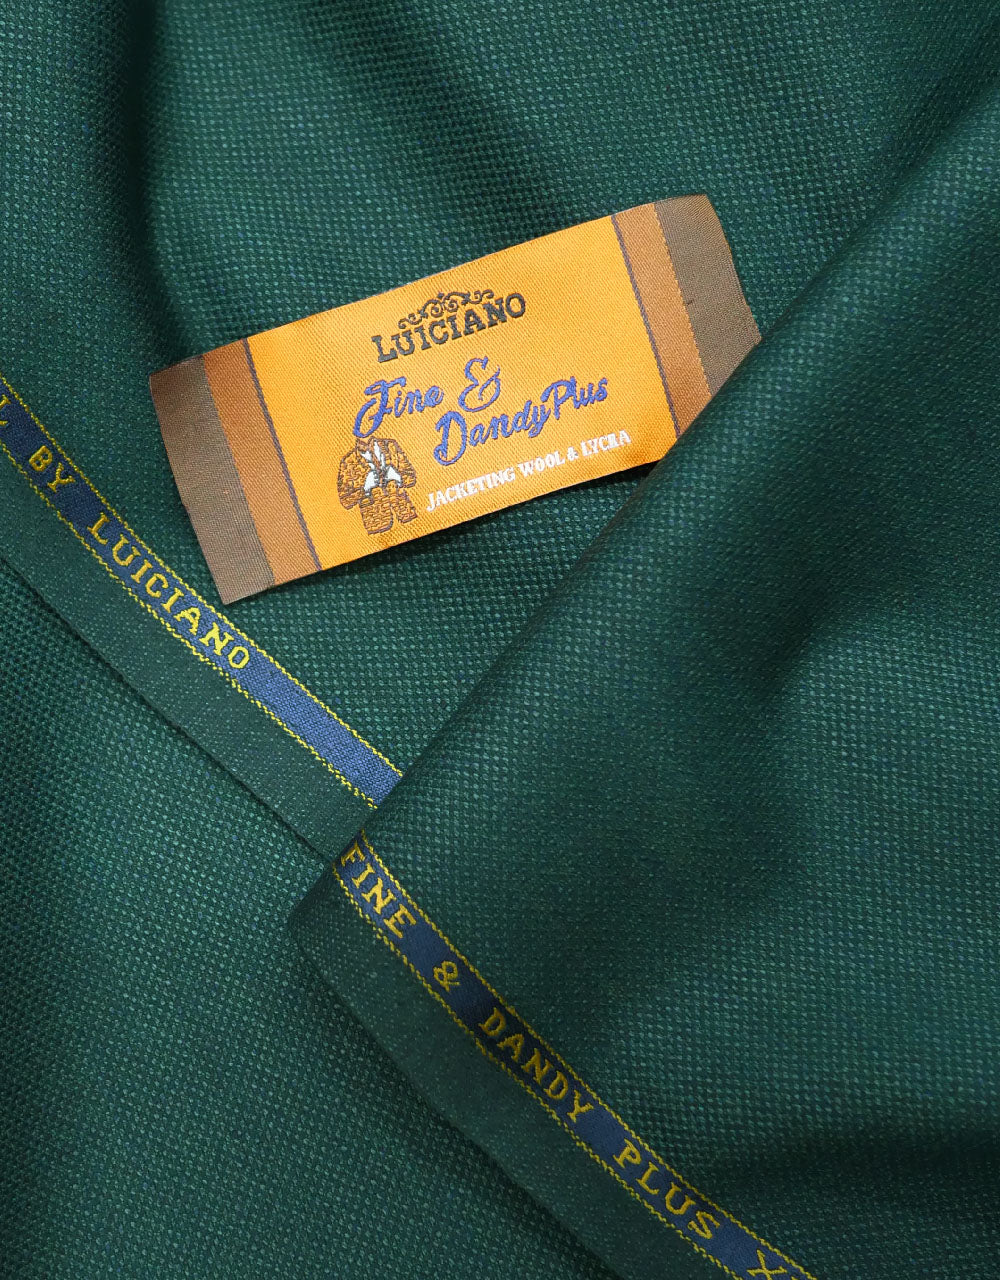 LUICIANO
Fine &
Dandy Plus
JACKETING WOOL & LYCRA
BY LUICIANO
FINE & DANDY PLUS